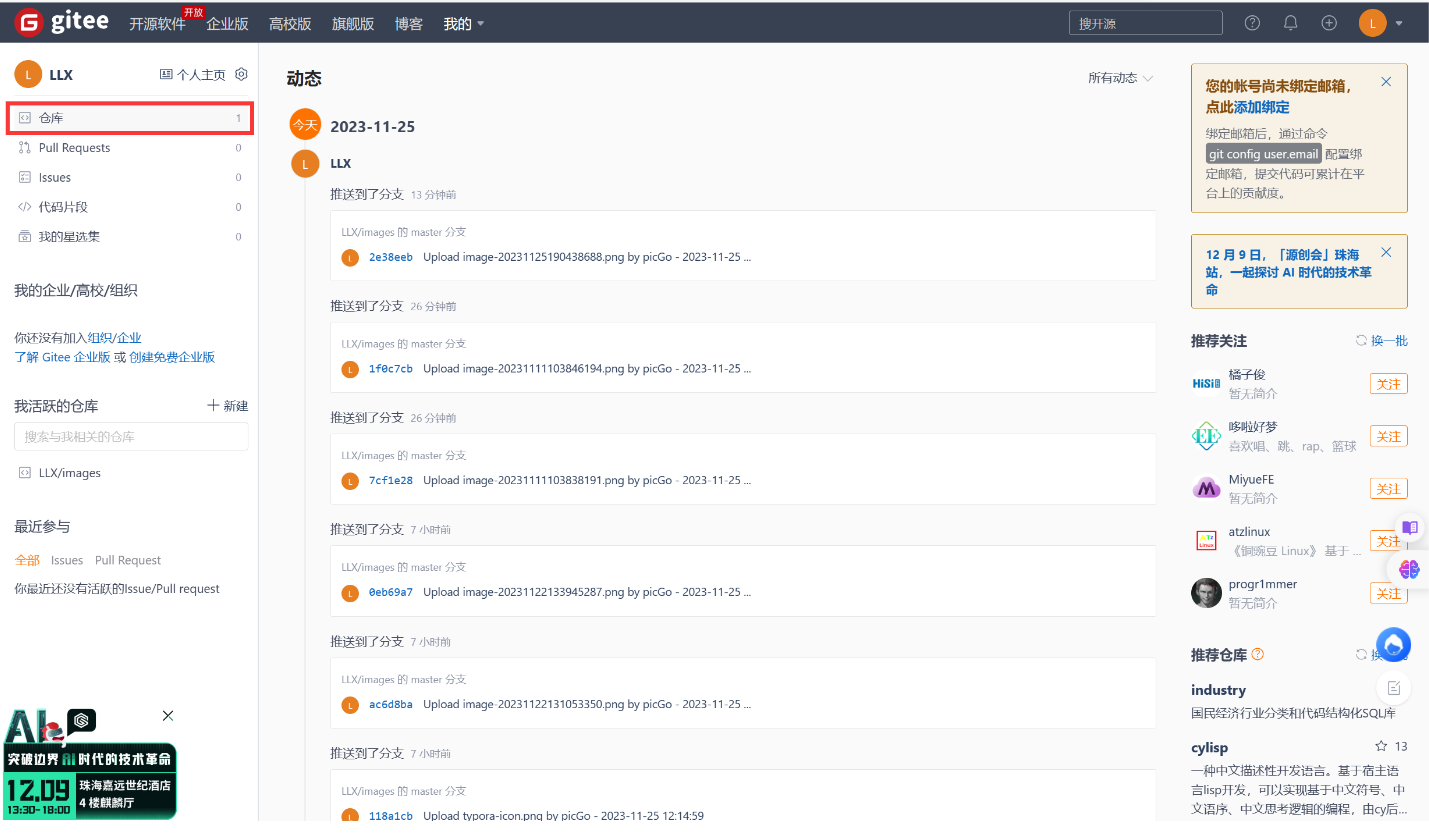 gitee
开源软件
开放
企业版
高校版
旗舰版
博客
我的
搜开源
L
L
LLX
个人主页
仓库 1
Pull Requests 0
Issues 0
代码片段 0
我的星选集 0
我的企业/高校/组织
你还没有加入组织/企业
了解 Gitee 企业版 或 创建免费企业版
我活跃的仓库
新建
搜索与我相关的仓库
LLX/images
最近参与
全部 Issues Pull Request
你最近还没有活跃的Issue/Pull request
突破边界 AI 时代的技术革命
12.09
13:30-18:00
珠海嘉远世纪酒店
4 楼麒麟厅
动态
所有动态
今天
2023-11-25
L
LLX
推送到了分支 13 分钟前
LLX/images 的 master 分支
L
2e38eeb Upload image-20231125190438688.png by picGo - 2023-11-25 ...
推送到了分支 26 分钟前
LLX/images 的 master 分支
L
1f0c7cb Upload image-20231111103846194.png by picGo - 2023-11-25 ...
推送到了分支 26 分钟前
LLX/images 的 master 分支
L
7cf1e28 Upload image-20231111103838191.png by picGo - 2023-11-25 ...
推送到了分支 7 小时前
LLX/images 的 master 分支
L
0eb69a7 Upload image-20231122133945287.png by picGo - 2023-11-25 ...
推送到了分支 7 小时前
LLX/images 的 master 分支
L
ac6d8ba Upload image-20231122131053350.png by picGo - 2023-11-25 ...
推送到了分支 7 小时前
LLX/images 的 master 分支
L
118a1cb Upload typora-icon.png by picGo - 2023-11-25 12:14:59
您的帐号尚未绑定邮箱，
点此添加绑定
绑定邮箱后，通过命令
git config user.email 配置绑
定邮箱，提交代码可累计在平
台上的贡献度。
12 月 9 日，「源创会」珠海
站，一起探讨 AI 时代的技术革
命
推荐关注
换一批
HiSi
橘子俊
暂无简介
关注
EF
哆啦好梦
喜欢唱、跳、rap、篮球
关注
MiyueFE
暂无简介
关注
atzlinux
《铜豌豆 Linux》 基于 ...
关注
progr1mmer
暂无简介
关注
推荐仓库
换
industry
国民经济行业分类和代码结构化SQL库
cylisp
13
一种中文描述性开发语言。基于宿主语
言lisp开发，可以实现基于中文符号、中
文语序、中文思考逻辑的编程，由cy后...